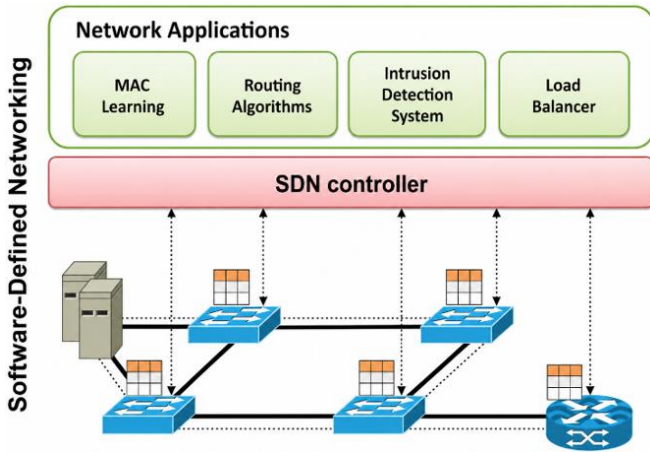 Software-Defined Networking
Network Applications
MAC
Learning
Routing
Algorithms
Intrusion
Detection
System
Load
Balancer
SDN controller